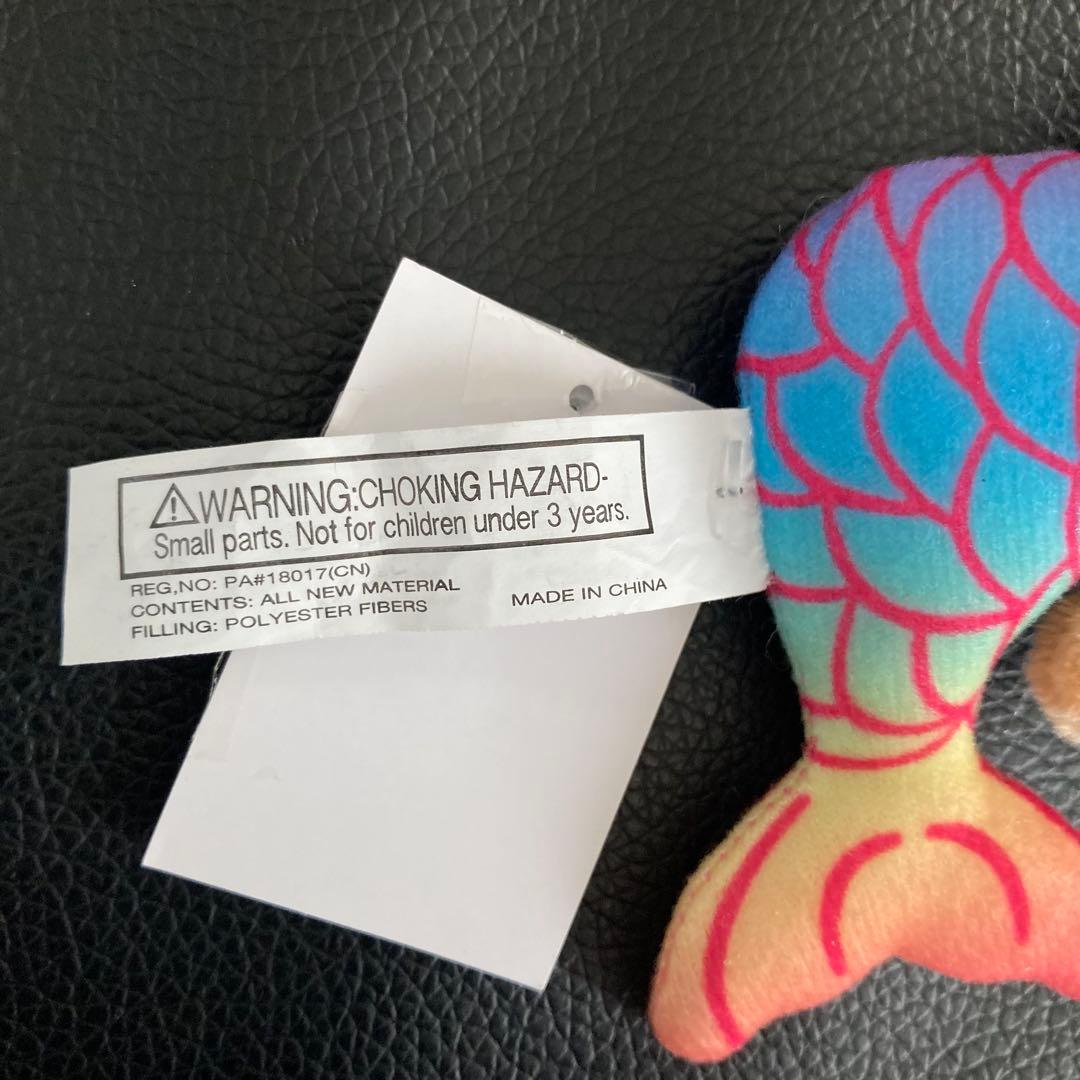 ⚠WARNING:CHOKING HAZARD-
Small parts. Not for children under 3 years.
REG,NO: PA#18017(CN)
CONTENTS: ALL NEW MATERIAL
FILLING: POLYESTER FIBERS
MADE IN CHINA